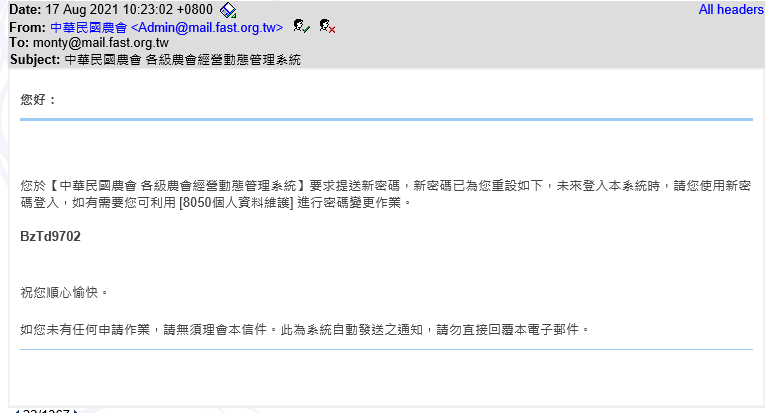 Date: 17 Aug 2021 10:23:02 +0800
All headers
From: 中華民國農會 <Admin@mail.fast.org.tw>
To: monty@mail.fast.org.tw
Subject: 中華民國農會 各級農會經營動態管理系統
您好：
您於【中華民國農會 各級農會經營動態管理系統】要求提送新密碼，新密碼已為您重設如下，未來登入本系統時，請您使用新密
碼登入，如有需要您可利用 [8050個人資料維護] 進行密碼變更作業。
BzTd9702
祝您順心愉快。
如您未有任何申請作業，請無須理會本信件。此為系統自動發送之通知，請勿直接回覆本電子郵件。